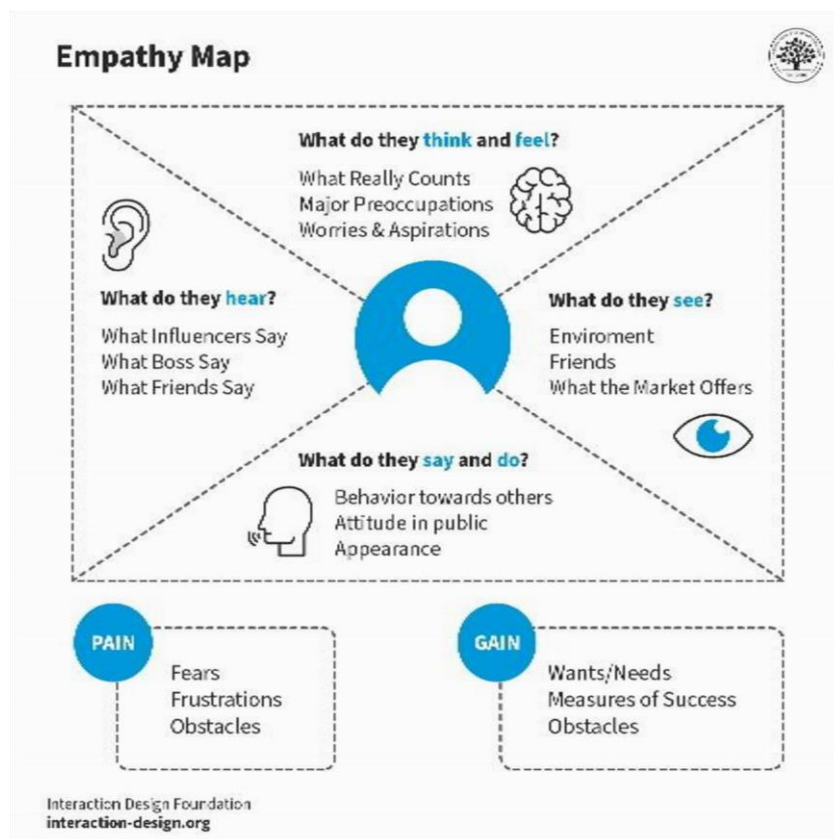 Empathy Map
What do they think and feel?
What Really Counts
Major Preoccupations
Worries & Aspirations
What do they hear?
What Influencers Say
What Boss Say
What Friends Say
What do they see?
Enviroment
Friends
What the Market Offers
What do they say and do?
Behavior towards others
Attitude in public
Appearance
PAIN
Fears
Frustrations
Obstacles
GAIN
Wants/Needs
Measures of Success
Obstacles
Interaction Design Foundation
interaction-design.org